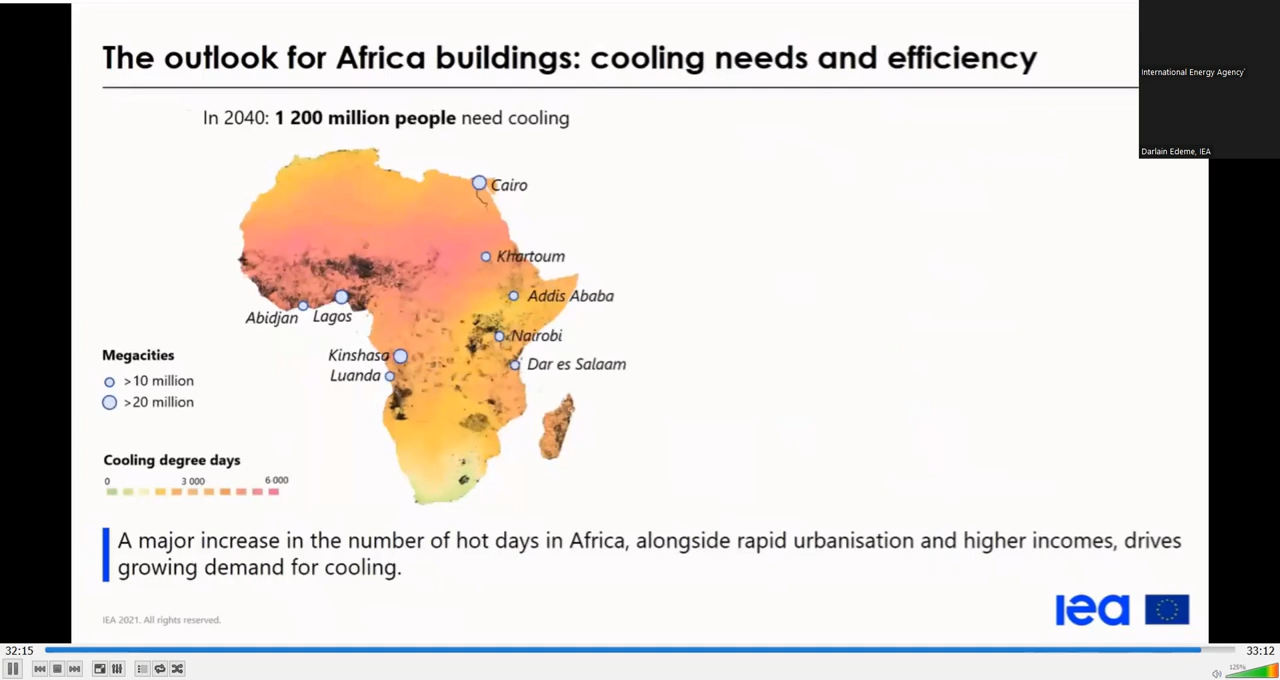 The outlook for Africa buildings: cooling needs and efficiency
International Energy Agency'
Darlain Edeme, IEA
In 2040: 1 200 million people need cooling
Cairo
Khartoum
Addis Ababa
Abidjan
Lagos
Nairobi
Kinshasa
Dar es Salaam
Luanda
Megacities
>10 million
>20 million
Cooling degree days
0 3 000 6 000
A major increase in the number of hot days in Africa, alongside rapid urbanisation and higher incomes, drives
growing demand for cooling.
IEA 2021. All rights reserved.
iea
32:15
33:12
125%